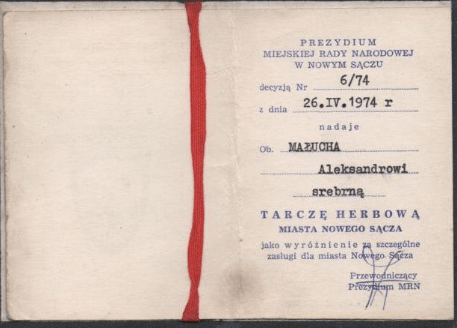 PREZYDIUM
MIEJSKIEJ RADY NARODOWEJ
W NOWYM SĄCZU
decyzją Nr 6/74
z dnia 26.IV.1974 r
nadaje
Ob. MAŁUCHA
Aleksandrowi
srebrną
TARCZĘ HERBOWĄ
MIASTA NOWEGO SĄCZA
jako wyróżnienie za szczególne
zasługi dla miasta Nowego Sącza
Przewodniczący
Prezydium MRN